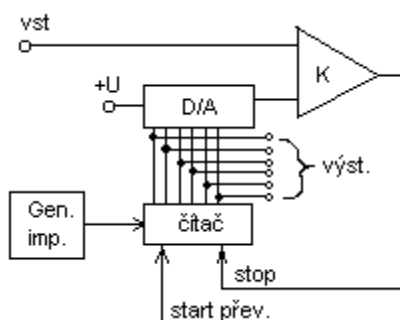 vst
K
+U
D/A
výst.
Gen.
imp.
čítač
stop
start přev.